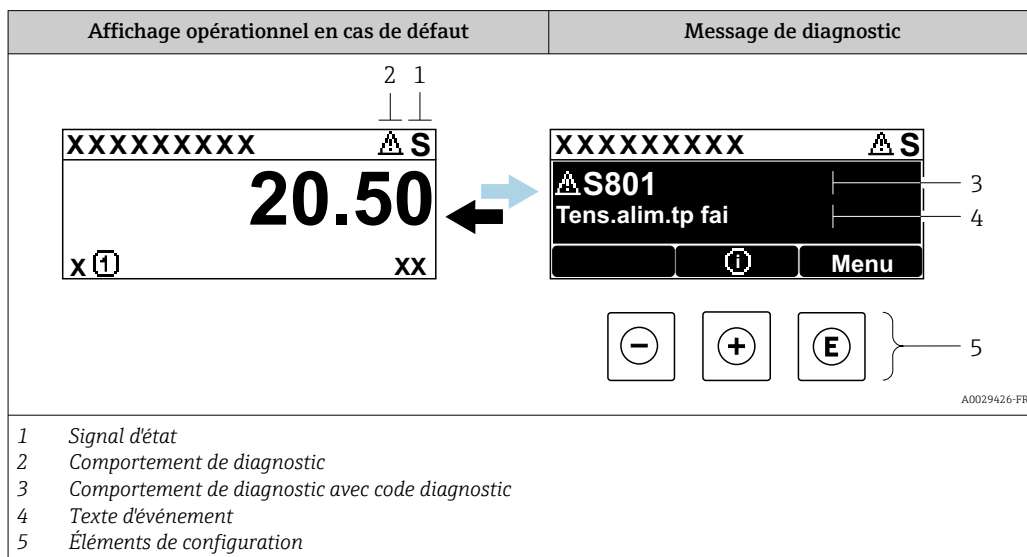 Affichage opérationnel en cas de défaut
Message de diagnostic
2 1
XXXXXXXXX ⚠ S
20.50
x 1 xx
XXXXXXXXX ⚠ S
⚠S801
Tens.alim.tp fai
i Menu
3
4
− + E
5
A0029426-FR
1 Signal d'état
2 Comportement de diagnostic
3 Comportement de diagnostic avec code diagnostic
4 Texte d'événement
5 Éléments de configuration